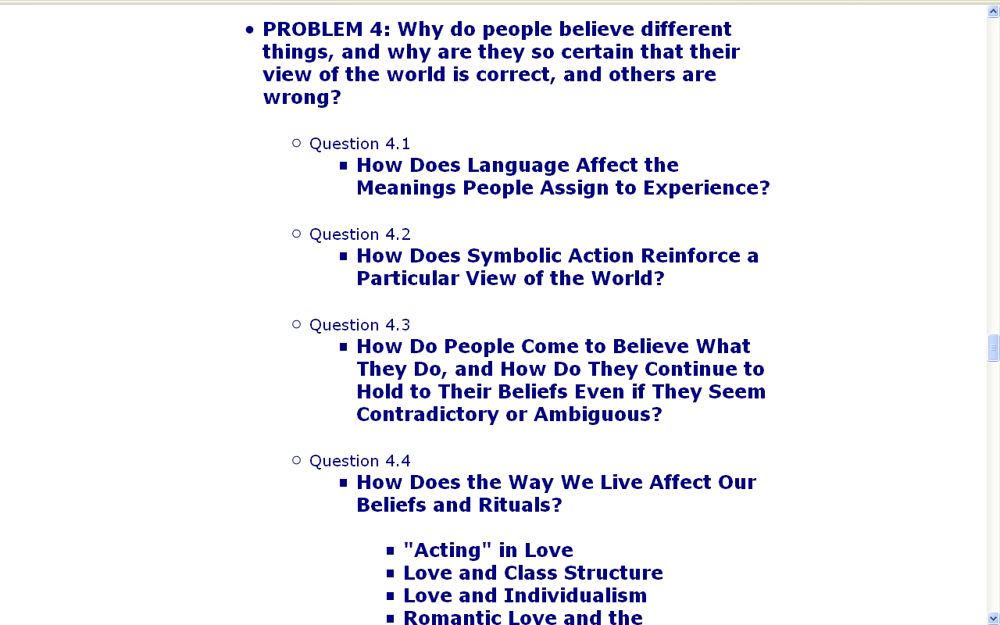 PROBLEM 4: Why do people believe different
things, and why are they so certain that their
view of the world is correct, and others are
wrong?
Question 4.1
How Does Language Affect the
Meanings People Assign to Experience?
Question 4.2
How Does Symbolic Action Reinforce a
Particular View of the World?
Question 4.3
How Do People Come to Believe What
They Do, and How Do They Continue to
Hold to Their Beliefs Even if They Seem
Contradictory or Ambiguous?
Question 4.4
How Does the Way We Live Affect Our
Beliefs and Rituals?
"Acting" in Love
Love and Class Structure
Love and Individualism
Romantic Love and the